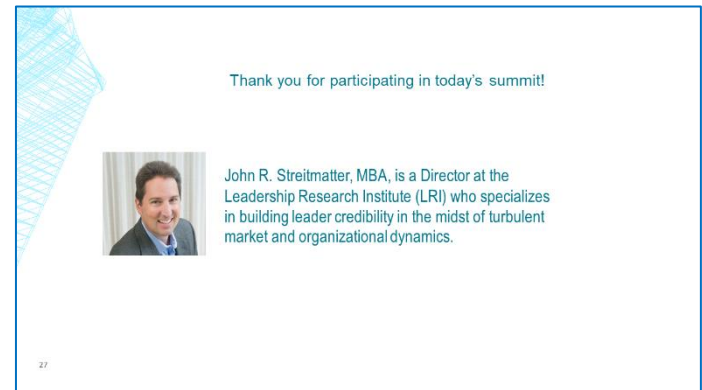 Thank you for participating in today's summit!
John R. Streitmatter, MBA, is a Director at the
Leadership Research Institute (LRI) who specializes
in building leader credibility in the midst of turbulent
market and organizational dynamics.
27